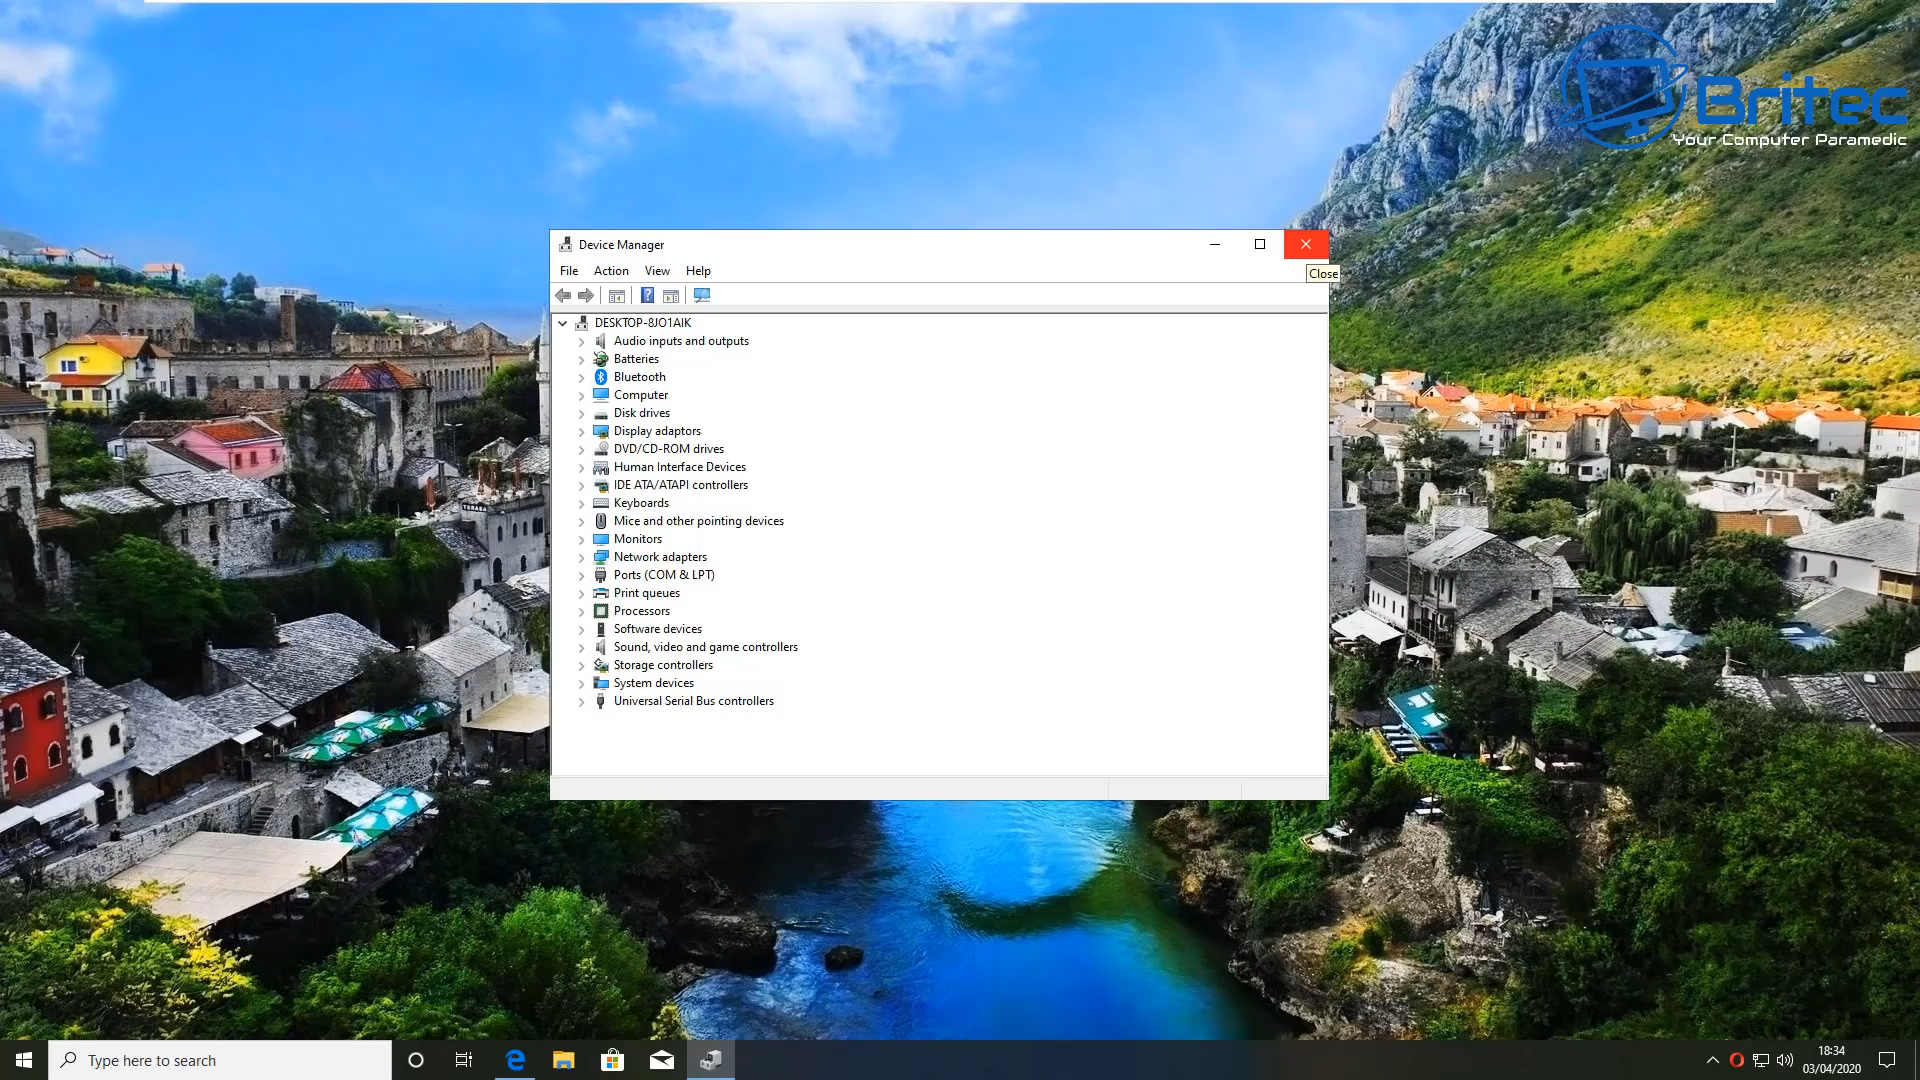 Britec
Your Computer Paramedic
Device Manager
File Action View Help
Close
DESKTOP-8JO1AIK
Audio inputs and outputs
Batteries
Bluetooth
Computer
Disk drives
Display adaptors
DVD/CD-ROM drives
Human Interface Devices
IDE ATA/ATAPI controllers
Keyboards
Mice and other pointing devices
Monitors
Network adapters
Ports (COM & LPT)
Print queues
Processors
Software devices
Sound, video and game controllers
Storage controllers
System devices
Universal Serial Bus controllers
Type here to search
18:34
03/04/2020